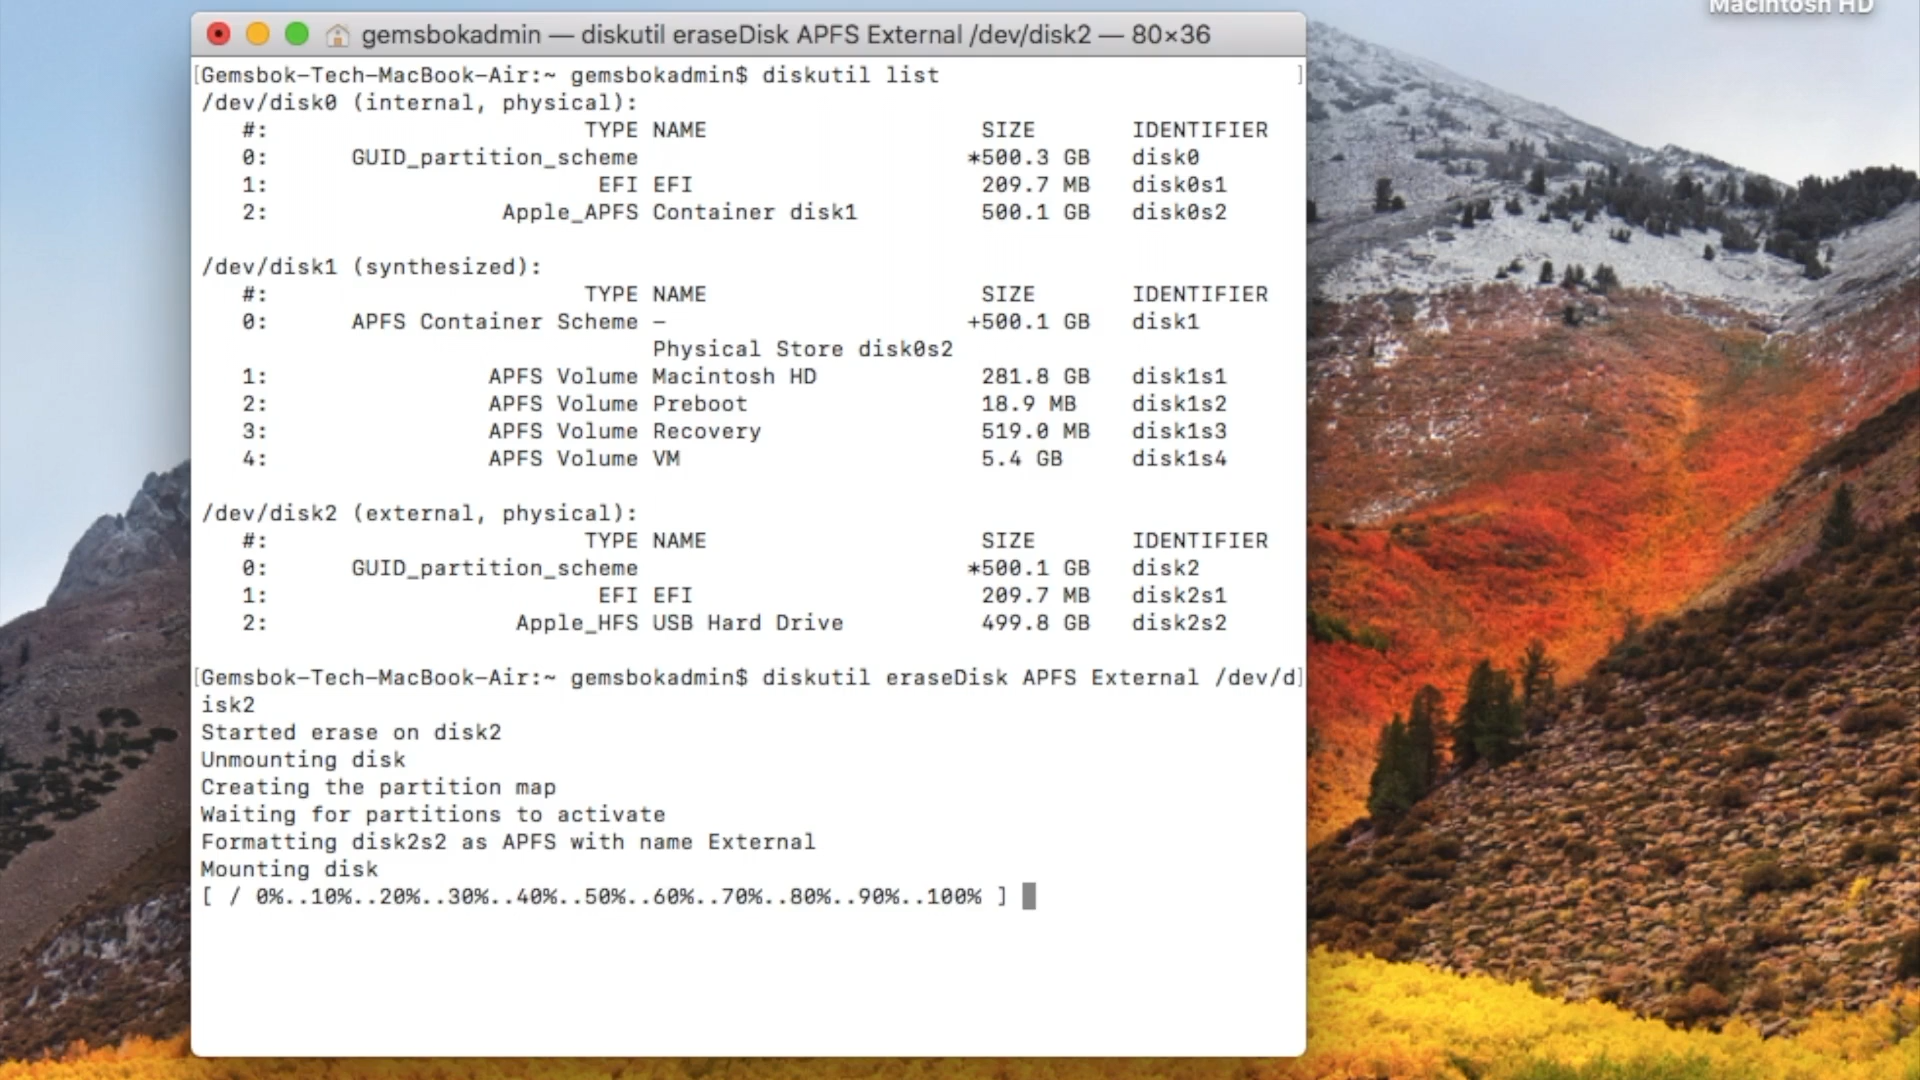 Macintosh HD
gemsbokadmin — diskutil eraseDisk APFS External /dev/disk2 — 80×36
[Gemsbok-Tech-MacBook-Air:~ gemsbokadmin$ diskutil list ]
/dev/disk0 (internal, physical):
#: TYPE NAME SIZE IDENTIFIER
0: GUID_partition_scheme *500.3 GB disk0
1: EFI EFI 209.7 MB disk0s1
2: Apple_APFS Container disk1 500.1 GB disk0s2
/dev/disk1 (synthesized):
#: TYPE NAME SIZE IDENTIFIER
0: APFS Container Scheme - +500.1 GB disk1
Physical Store disk0s2
1: APFS Volume Macintosh HD 281.8 GB disk1s1
2: APFS Volume Preboot 18.9 MB disk1s2
3: APFS Volume Recovery 519.0 MB disk1s3
4: APFS Volume VM 5.4 GB disk1s4
/dev/disk2 (external, physical):
#: TYPE NAME SIZE IDENTIFIER
0: GUID_partition_scheme *500.1 GB disk2
1: EFI EFI 209.7 MB disk2s1
2: Apple_HFS USB Hard Drive 499.8 GB disk2s2
[Gemsbok-Tech-MacBook-Air:~ gemsbokadmin$ diskutil eraseDisk APFS External /dev/d]
isk2
Started erase on disk2
Unmounting disk
Creating the partition map
Waiting for partitions to activate
Formatting disk2s2 as APFS with name External
Mounting disk
[ / 0%..10%..20%..30%..40%..50%..60%..70%..80%..90%..100% ]